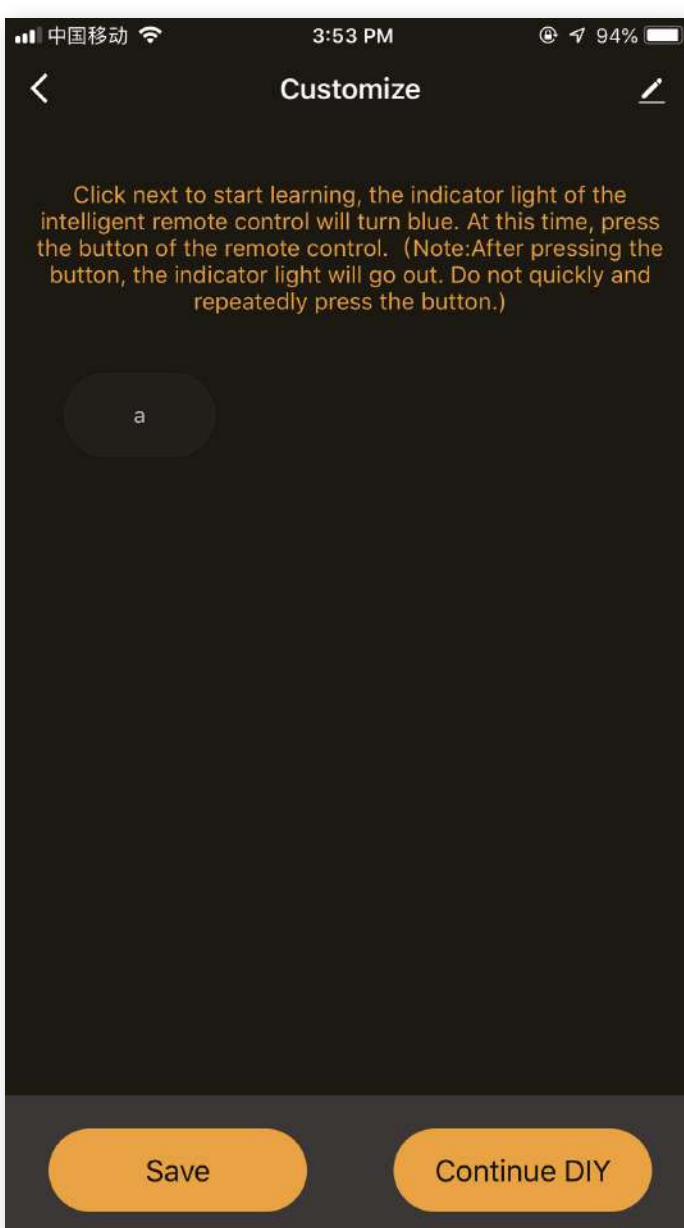 中国移动 3:53 PM 94%
Customize
Click next to start learning, the indicator light of the
intelligent remote control will turn blue. At this time, press
the button of the remote control.（Note:After pressing the
button, the indicator light will go out. Do not quickly and
repeatedly press the button.)
a
Save Continue DIY